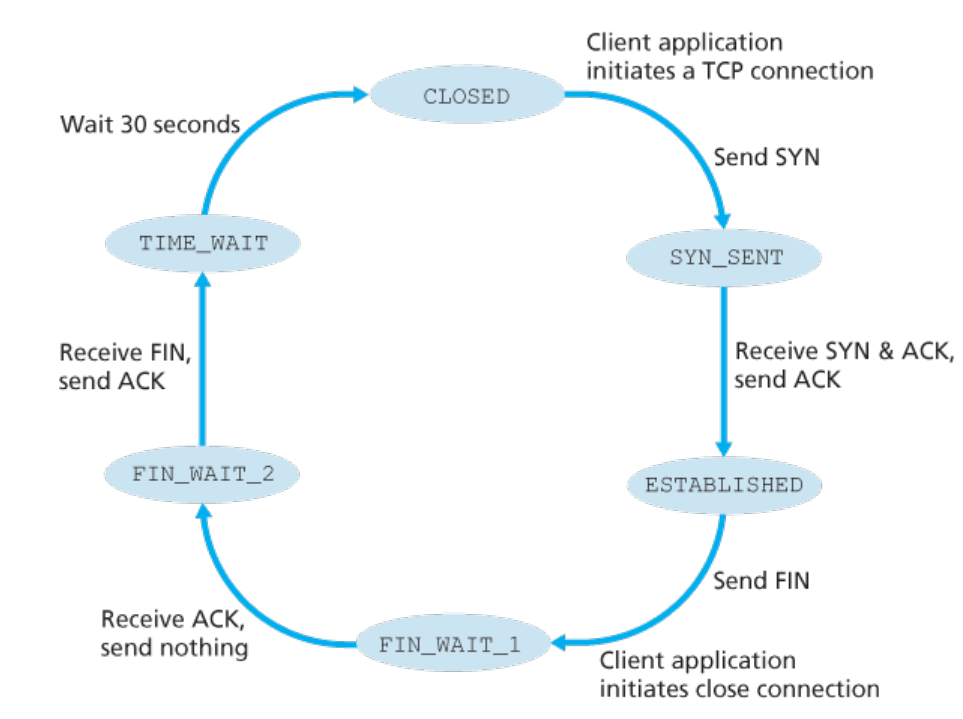 Client application
initiates a TCP connection
CLOSED
Wait 30 seconds
Send SYN
TIME_WAIT
SYN_SENT
Receive FIN,
send ACK
Receive SYN & ACK,
send ACK
FIN_WAIT_2
ESTABLISHED
Send FIN
Receive ACK,
send nothing
FIN_WAIT_1
Client application
initiates close connection